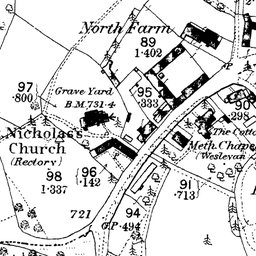 North Farm
89
1·402
97
·800
Grave Yard
B.M. 731·4
95
·333
90
·298
Nicholas's
Church
(Rectory)
The Cotta
Meth. Chape
(Wesleyan
98
1·337
96
·142
91
·713
721
94
G.P. 494